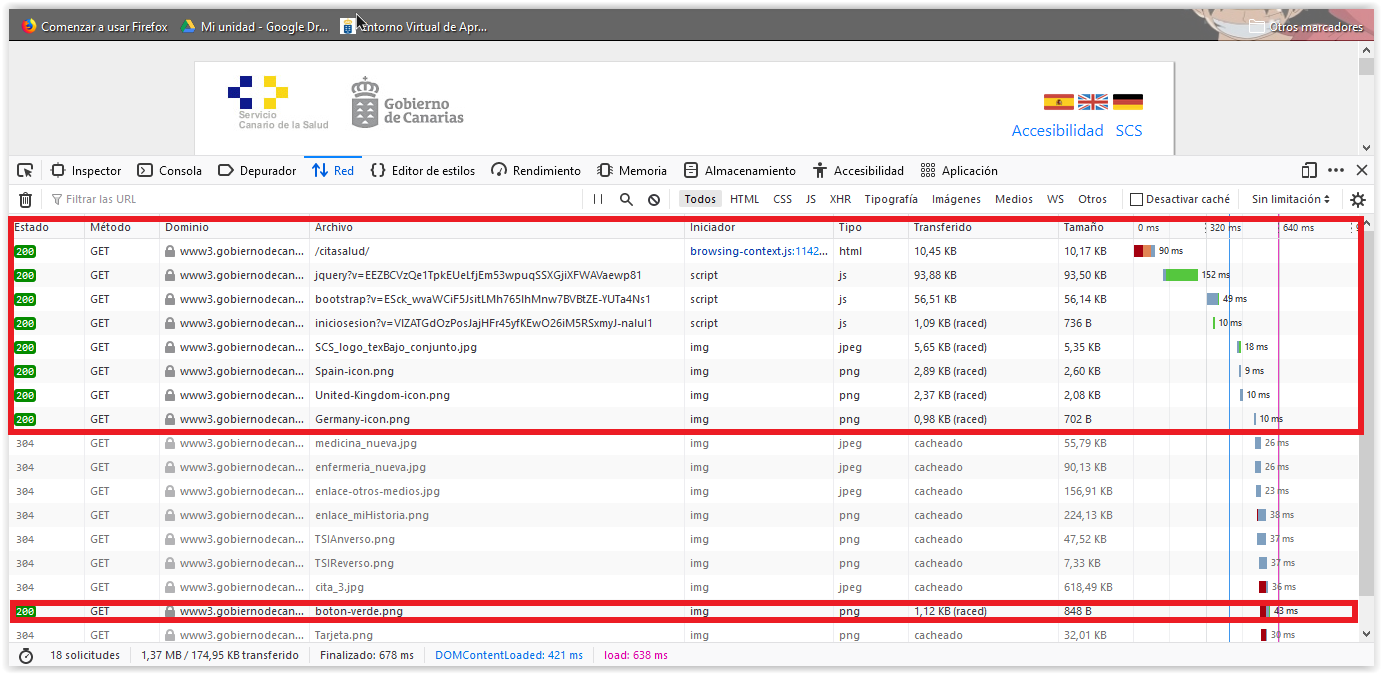 Comenzar a usar Firefox Mi unidad - Google Dr... Entorno Virtual de Apr... Otros marcadores
Servicio
Canario de la Salud
Gobierno
de Canarias
Accesibilidad SCS
Inspector Consola Depurador Red Editor de estilos Rendimiento Memoria Almacenamiento Accesibilidad Aplicación
Filtrar las URL Todos HTML CSS JS XHR Tipografía Imágenes Medios WS Otros Desactivar caché Sin limitación
Estado Método Dominio Archivo Iniciador Tipo Transferido Tamaño 0 ms 320 ms 640 ms
200 GET www3.gobiernodecan... /citasalud/ browsing-context.js:1142... html 10,45 KB 10,17 KB 90 ms
200 GET www3.gobiernodecan... jquery?v=EEZBCVzQe1TpkEUeLfjEm53wpuqSSXGjiXFWAVaewp81 script js 93,88 KB 93,50 KB 152 ms
200 GET www3.gobiernodecan... bootstrap?v=ESck_wvaWCiF5JsitLMh765IhMnw7BVBtZE-YUTa4Ns1 script js 56,51 KB 56,14 KB 49 ms
200 GET www3.gobiernodecan... iniciosesion?v=VIZATGdOzPosJajHFr45yfKEwO26iM5RSxmyJ-naIuI1 script js 1,09 KB (raced) 736 B 10 ms
200 GET www3.gobiernodecan... SCS_logo_texBajo_conjunto.jpg img jpeg 5,65 KB (raced) 5,35 KB 18 ms
200 GET www3.gobiernodecan... Spain-icon.png img png 2,89 KB (raced) 2,60 KB 9 ms
200 GET www3.gobiernodecan... United-Kingdom-icon.png img png 2,37 KB (raced) 2,08 KB 10 ms
200 GET www3.gobiernodecan... Germany-icon.png img png 0,98 KB (raced) 702 B 10 ms
304 GET www3.gobiernodecan... medicina_nueva.jpg img jpeg cacheado 55,79 KB 26 ms
304 GET www3.gobiernodecan... enfermeria_nueva.jpg img jpeg cacheado 90,13 KB 26 ms
304 GET www3.gobiernodecan... enlace-otros-medios.jpg img jpeg cacheado 156,91 KB 23 ms
304 GET www3.gobiernodecan... enlace_miHistoria.png img png cacheado 224,13 KB 38 ms
304 GET www3.gobiernodecan... TSIAnverso.png img png cacheado 47,52 KB 37 ms
304 GET www3.gobiernodecan... TSIReverso.png img png cacheado 7,33 KB 37 ms
304 GET www3.gobiernodecan... cita_3.jpg img jpeg cacheado 618,49 KB 36 ms
200 GET www3.gobiernodecan... boton-verde.png img png 1,12 KB (raced) 848 B 43 ms
304 GET www3.gobiernodecan... Tarjeta.png img png cacheado 32,01 KB 30 ms
18 solicitudes 1,37 MB / 174,95 KB transferido Finalizado: 678 ms DOMContentLoaded: 421 ms load: 638 ms